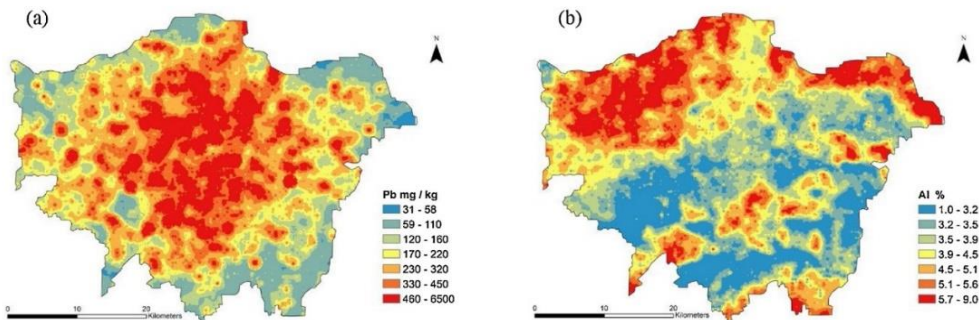 (a)
N
Pb mg / kg
31 - 58
59 - 110
120 - 160
170 - 220
230 - 320
330 - 450
460 - 6500
0 10 20
Kilometers
(b)
N
Al %
1.0 - 3.2
3.2 - 3.5
3.5 - 3.9
3.9 - 4.5
4.5 - 5.1
5.1 - 5.6
5.7 - 9.0
0 10 20
Kilometers